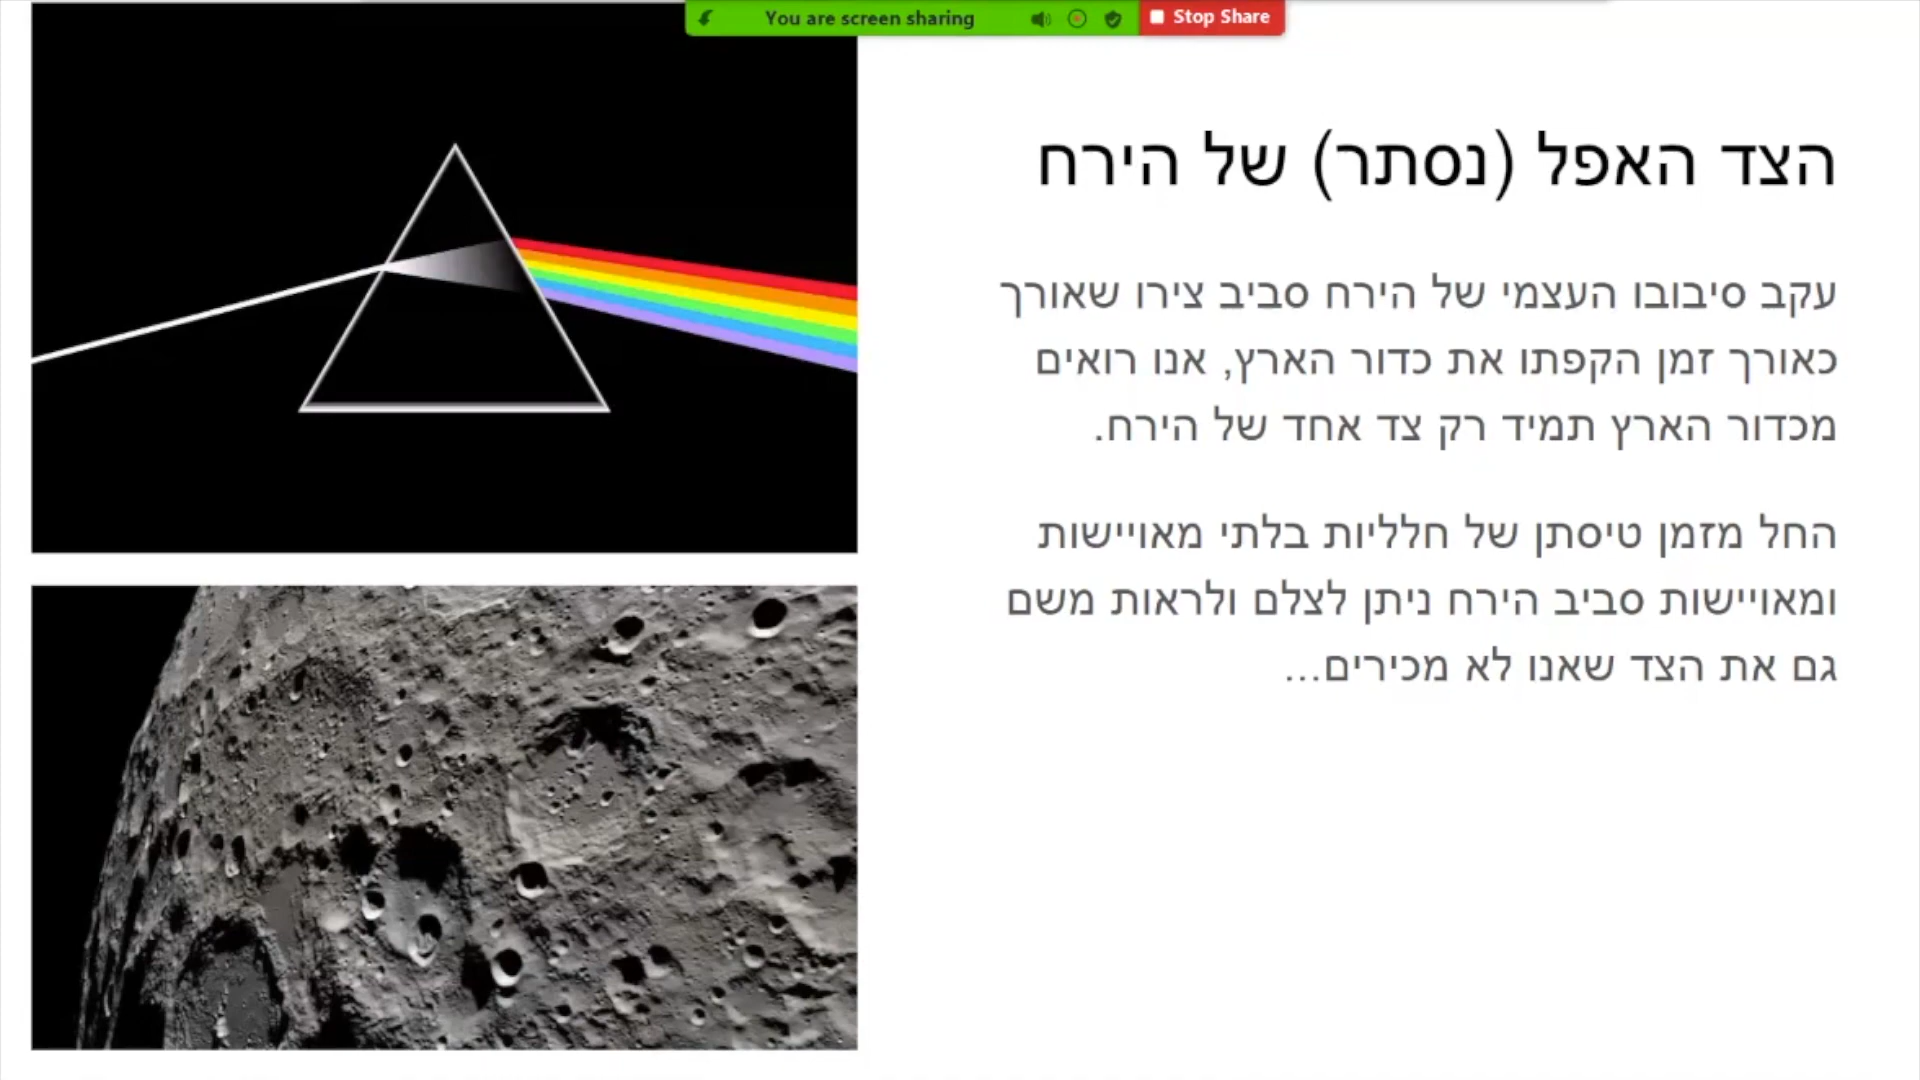 You are screen sharing
Stop Share
הצד האפל (נסתר) של הירח
עקב סיבובו העצמי של הירח סביב צירו שאורך
כאורך זמן הקפתו את כדור הארץ, אנו רואים
מכדור הארץ תמיד רק צד אחד של הירח.
החל מזמן טיסתן של חלליות בלתי מאויישות
ומאויישות סביב הירח ניתן לצלם ולראות משם
גם את הצד שאנו לא מכירים...